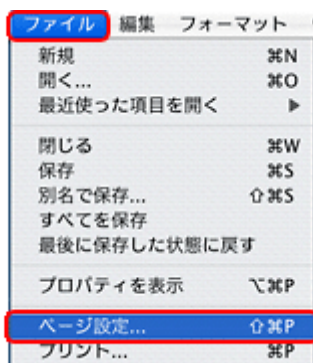 ファイル 編集 フォーマット
新規 ⌘N
開く... ⌘O
最近使った項目を開く ▶
閉じる ⌘W
保存 ⌘S
別名で保存... ⇧⌘S
すべてを保存
最後に保存した状態に戻す
プロパティを表示 ⌥⌘P
ページ設定... ⇧⌘P
プリント... ⌘P